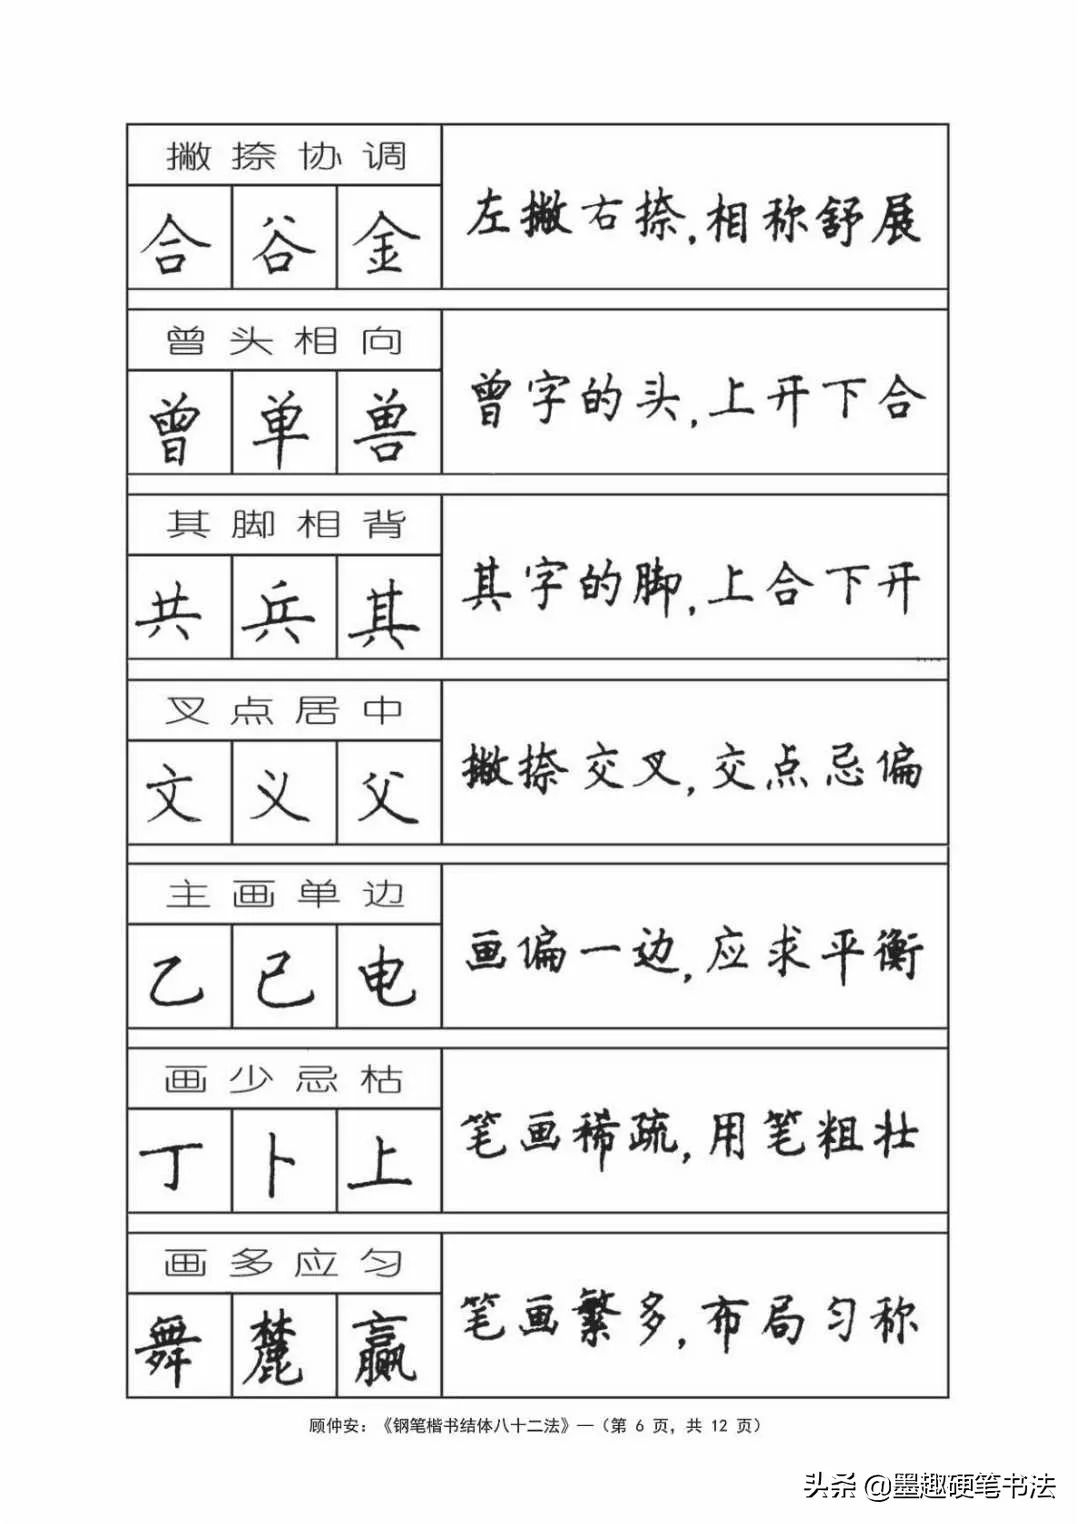 撇捺协调
合 谷 金
左撇右捺,相称舒展
曾头相向
曾 单 兽
曾字的头,上开下合
其脚相背
共 兵 其
其字的脚,上合下开
叉点居中
文 义 父
撇捺交叉,交点忌偏
主画单边
乙 已 电
画偏一边,应求平衡
画少忌枯
丁 卜 上
笔画稀疏,用笔粗壮
画多应匀
舞 麓 赢
笔画繁多,布局匀称
顾仲安:《钢笔楷书结体八十二法》—(第 6 页,共 12 页)
头条 @墨趣硬笔书法